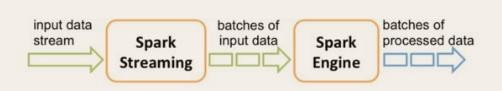 input data
stream
Spark
Streaming
batches of
input data
Spark
Engine
batches of
processed data